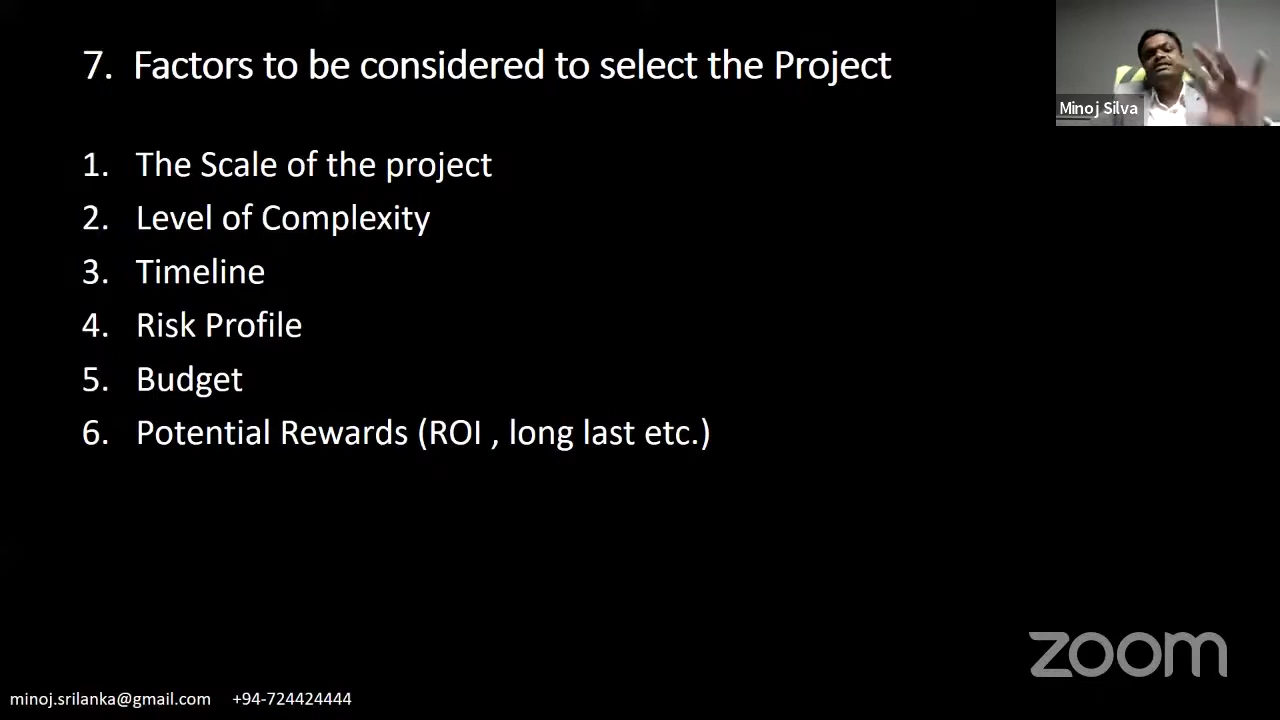 7. Factors to be considered to select the Project
Minoj Silva
1. The Scale of the project
2. Level of Complexity
3. Timeline
4. Risk Profile
5. Budget
6. Potential Rewards (ROI , long last etc.)
zoom
minoj.srilanka@gmail.com +94-724424444